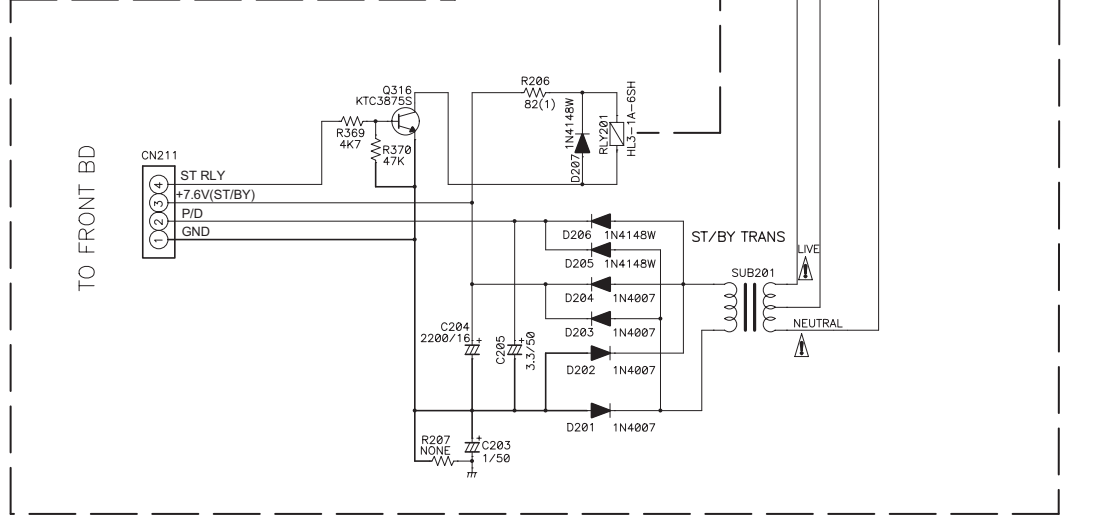 Q316
KTC3875S
R369
4K7
R370
47K
R206
82(1)
D207 1N4148W
RLY201
HL3-1A-6SH
TO FRONT BD
CN211
4
ST RLY
3
+7.6V(ST/BY)
2
P/D
1
GND
D206 1N4148W
D205 1N4148W
D204 1N4007
D203 1N4007
D202 1N4007
D201 1N4007
ST/BY TRANS
SUB201
LIVE
!
NEUTRAL
!
C204
2200/16
+
C205
+
3.3/50
R207
NONE
+
C203
1/50